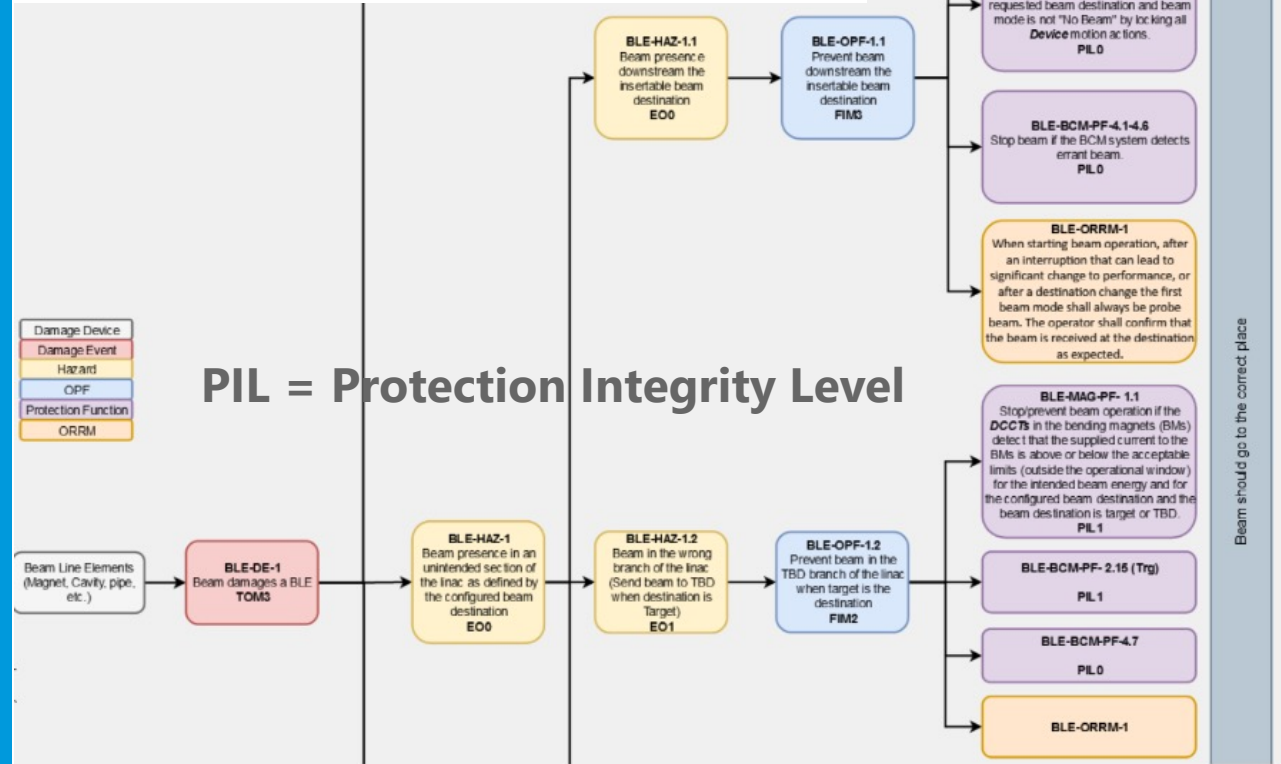 requested beam destination and beam
mode is not "No Beam" by locking all
Device motion actions.
PIL0
BLE-HAZ-1.1
Beam presence
downstream the
insertable beam
destination
EO0
BLE-OPF-1.1
Prevent beam
downstream the
insertable beam
destination
FIM3
BLE-BCM-PF-4.1-4.6
Stop beam if the BCM system detects
errant beam.
PIL0
BLE-ORRM-1
When starting beam operation, after
an interruption that can lead to
significant change to performance, or
after a destination change the first
beam mode shall always be probe
beam. The operator shall confirm that
the beam is received at the destination
as expected.
Damage Device
Damage Event
Hazard
OPF
Protection Function
ORRM
PIL = Protection Integrity Level
BLE-MAG-PF- 1.1
Stop/prevent beam operation if the
DCCTs in the bending magnets (BMs)
detect that the supplied current to the
BMs is above or below the acceptable
limits (outside the operational window)
for the intended beam energy and for
the configured beam destination and the
beam destination is target or TBD.
PIL1
Beam Line Elements
(Magnet, Cavity, pipe,
etc.)
BLE-DE-1
Beam damages a BLE
TOM3
BLE-HAZ-1
Beam presence in an
unintended section of
the linac as defined by
the configured beam
destination
EO0
BLE-HAZ-1.2
Beam in the wrong
branch of the linac
(Send beam to TBD
when destination is
Target)
EO1
BLE-OPF-1.2
Prevent beam in the
TBD branch of the linac
when target is the
destination
FIM2
BLE-BCM-PF- 2.15 (Trg)
PIL1
BLE-BCM-PF-4.7
PIL0
BLE-ORRM-1
Beam should go to the correct place